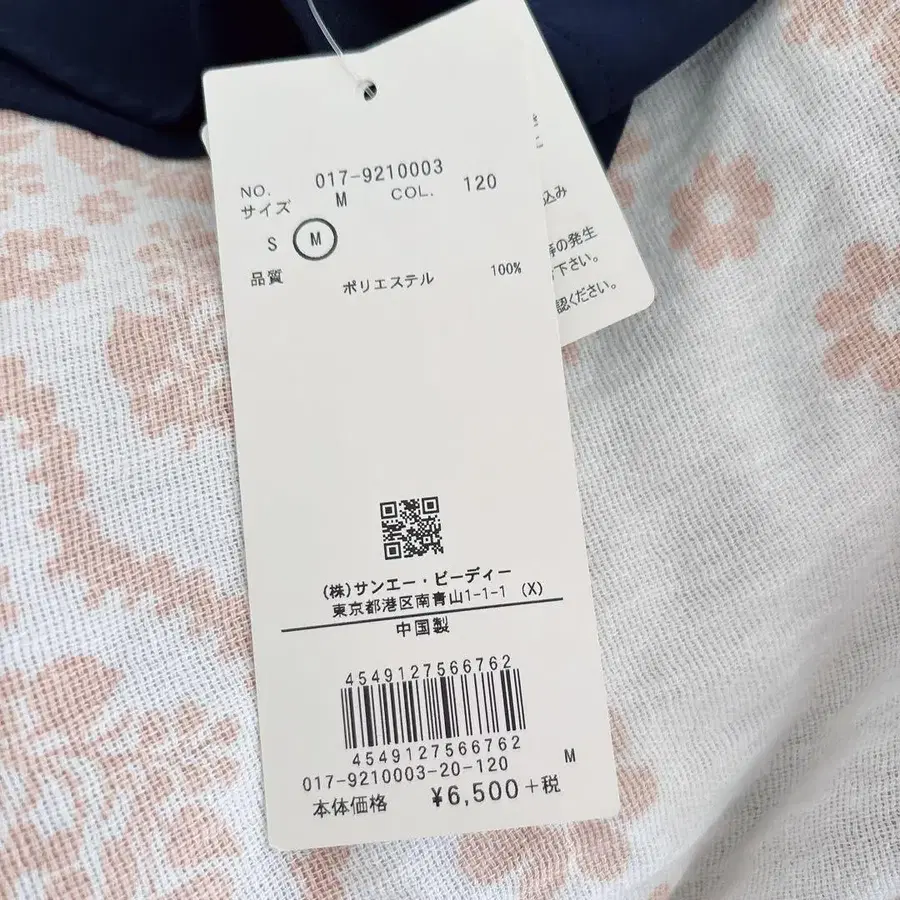 NO. 017-9210003
サイズ M COL. 120
S M
品質 ポリエステル 100%
(株)サンエー・ビーディー
東京都港区南青山1-1-1 (X)
中国製
4549127566762
4549127566762
017-9210003-20-120 M
本体価格 ¥6,500+税
込み
等の発生
下さい。
認ください。